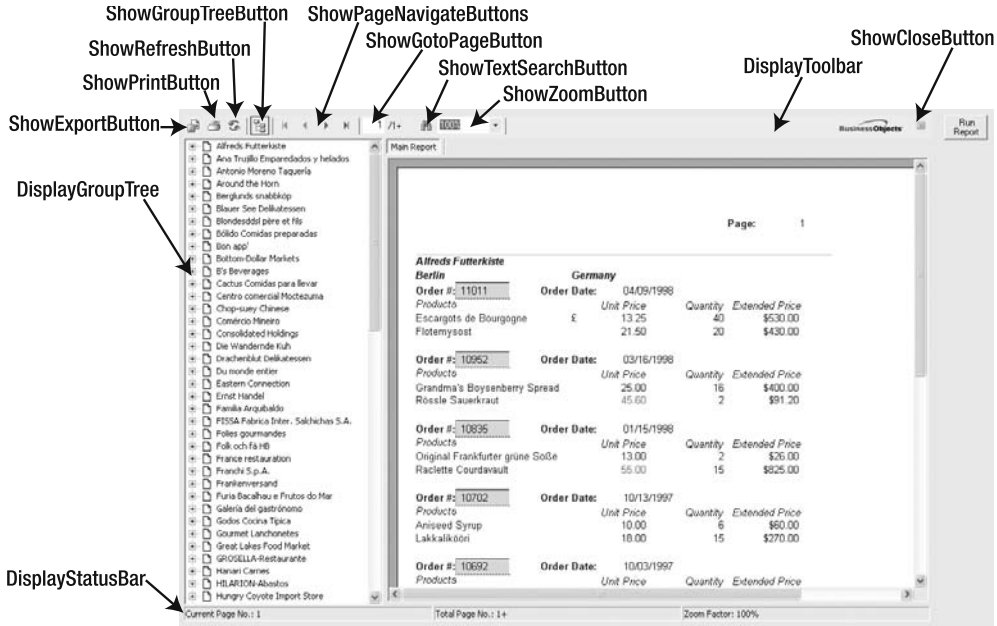 ShowGroupTreeButton
ShowPageNavigateButtons
ShowRefreshButton
ShowGotoPageButton
ShowCloseButton
ShowPrintButton
ShowTextSearchButton
DisplayToolbar
ShowZoomButton
ShowExportButton
1 /1+
100%
BusinessObjects
Run Report
Main Report
DisplayGroupTree
Alfreds Futterkiste
Ana Trujillo Emparedados y helados
Antonio Moreno Taquería
Around the Horn
Berglunds snabbköp
Blauer See Delikatessen
Blondesddsl père et fils
Bólido Comidas preparadas
Bon app'
Bottom-Dollar Markets
B's Beverages
Cactus Comidas para llevar
Centro comercial Moctezuma
Chop-suey Chinese
Comércio Mineiro
Consolidated Holdings
Die Wandernde Kuh
Drachenblut Delikatessen
Du monde entier
Eastern Connection
Ernst Handel
Familia Arquibaldo
FISSA Fabrica Inter. Salchichas S.A.
Folies gourmandes
Folk och fä HB
France restauration
Franchi S.p.A.
Frankenversand
Furia Bacalhau e Frutos do Mar
Galería del gastrónomo
Godos Cocina Típica
Gourmet Lanchonetes
Great Lakes Food Market
GROSELLA-Restaurante
Hanari Carnes
HILARION-Abastos
Hungry Coyote Import Store
Page: 1
Alfreds Futterkiste
Berlin Germany
Order #: 11011 Order Date: 04/09/1998
Products Unit Price Quantity Extended Price
Escargots de Bourgogne £ 13.25 40 $530.00
Flotemysost 21.50 20 $430.00
Order #: 10952 Order Date: 03/16/1998
Products Unit Price Quantity Extended Price
Grandma's Boysenberry Spread 25.00 16 $400.00
Rössle Sauerkraut 45.60 2 $91.20
Order #: 10835 Order Date: 01/15/1998
Products Unit Price Quantity Extended Price
Original Frankfurter grüne Soße 13.00 2 $26.00
Raclette Courdavault 55.00 15 $825.00
Order #: 10702 Order Date: 10/13/1997
Products Unit Price Quantity Extended Price
Aniseed Syrup 10.00 6 $60.00
Lakkalikööri 18.00 15 $270.00
Order #: 10692 Order Date: 10/03/1997
Products Unit Price Quantity Extended Price
DisplayStatusBar
Current Page No.: 1 Total Page No.: 1+ Zoom Factor: 100%